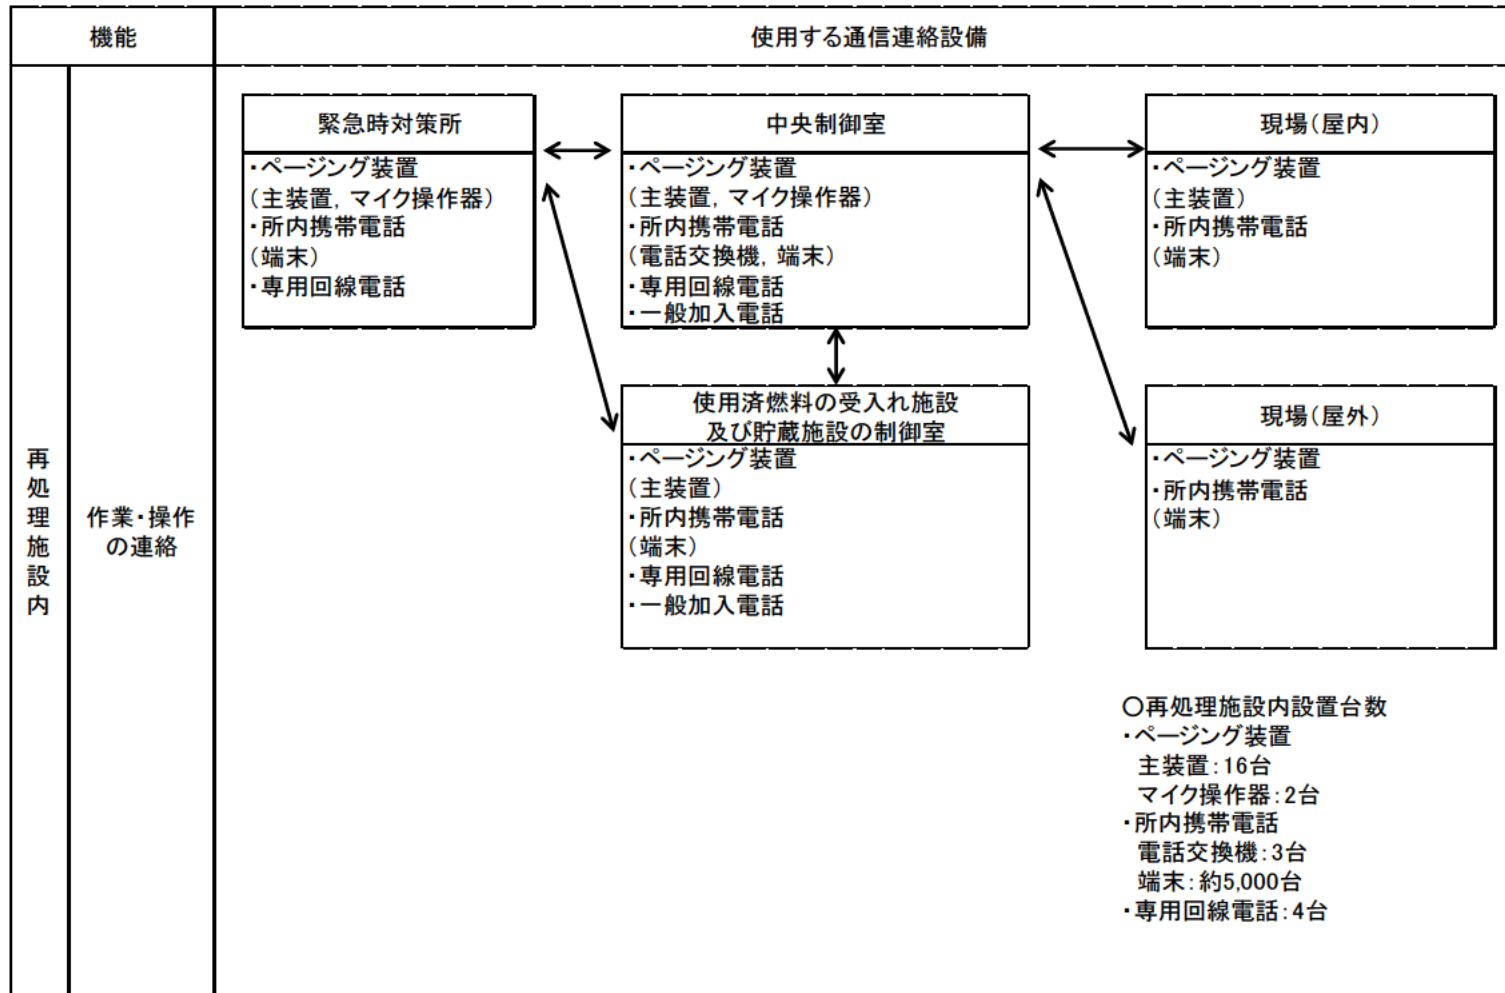 機能
使用する通信連絡設備
再処理施設内
作業・操作
の連絡
緊急時対策所
・ページング装置
(主装置, マイク操作器)
・所内携帯電話
(端末)
・専用回線電話
中央制御室
・ページング装置
(主装置, マイク操作器)
・所内携帯電話
(電話交換機, 端末)
・専用回線電話
・一般加入電話
現場(屋内)
・ページング装置
(主装置)
・所内携帯電話
(端末)
使用済燃料の受入れ施設
及び貯蔵施設の制御室
・ページング装置
(主装置)
・所内携帯電話
(端末)
・専用回線電話
・一般加入電話
現場(屋外)
・ページング装置
・所内携帯電話
(端末)
○再処理施設内設置台数
・ページング装置
主装置:16台
マイク操作器:2台
・所内携帯電話
電話交換機:3台
端末:約5,000台
・専用回線電話:4台